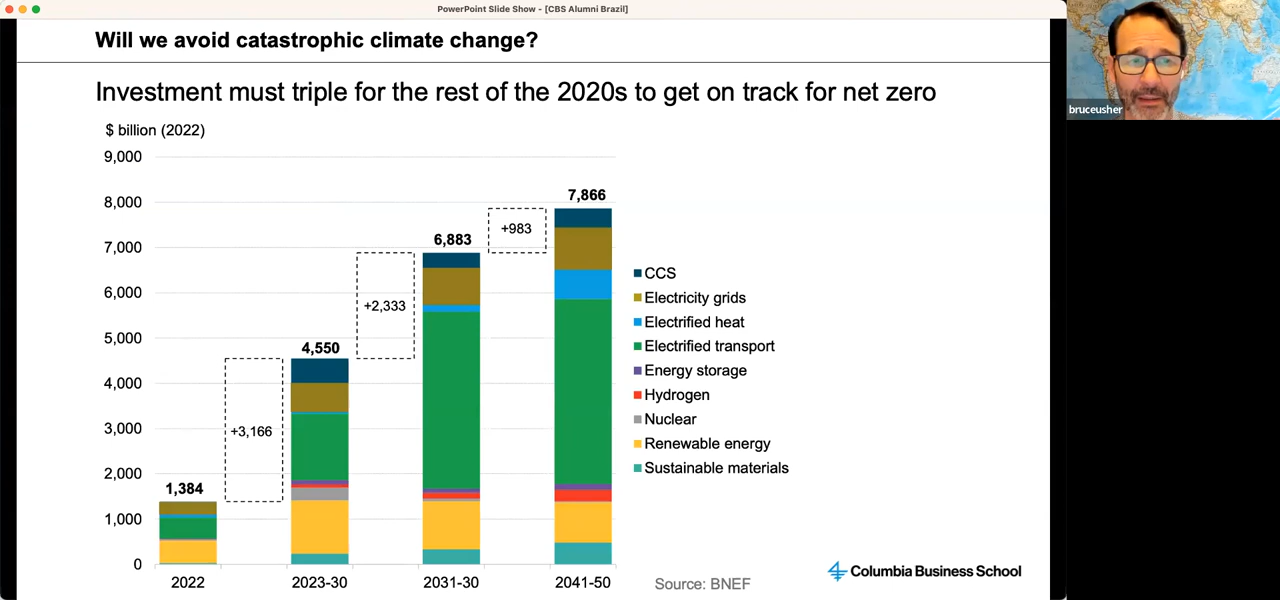 PowerPoint Slide Show - [CBS Alumni Brazil]
Will we avoid catastrophic climate change?
bruceusher
Investment must triple for the rest of the 2020s to get on track for net zero
$ billion (2022)
9,000
8,000
7,000
6,000
5,000
4,000
3,000
2,000
1,000
0
1,384
+3,166
4,550
+2,333
6,883
+983
7,866
2022
2023-30
2031-30
2041-50
CCS
Electricity grids
Electrified heat
Electrified transport
Energy storage
Hydrogen
Nuclear
Renewable energy
Sustainable materials
Source: BNEF
Columbia Business School